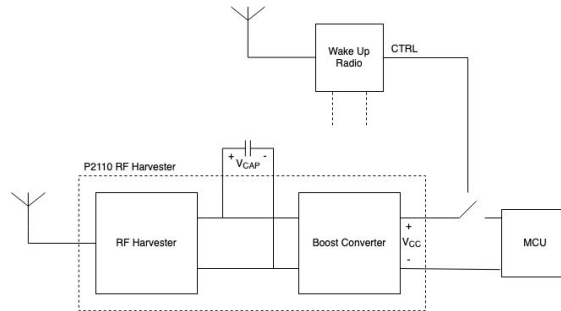 Wake Up
Radio
CTRL
+ -
VCAP
P2110 RF Harvester
RF Harvester
Boost Converter
+
VCC
-
MCU